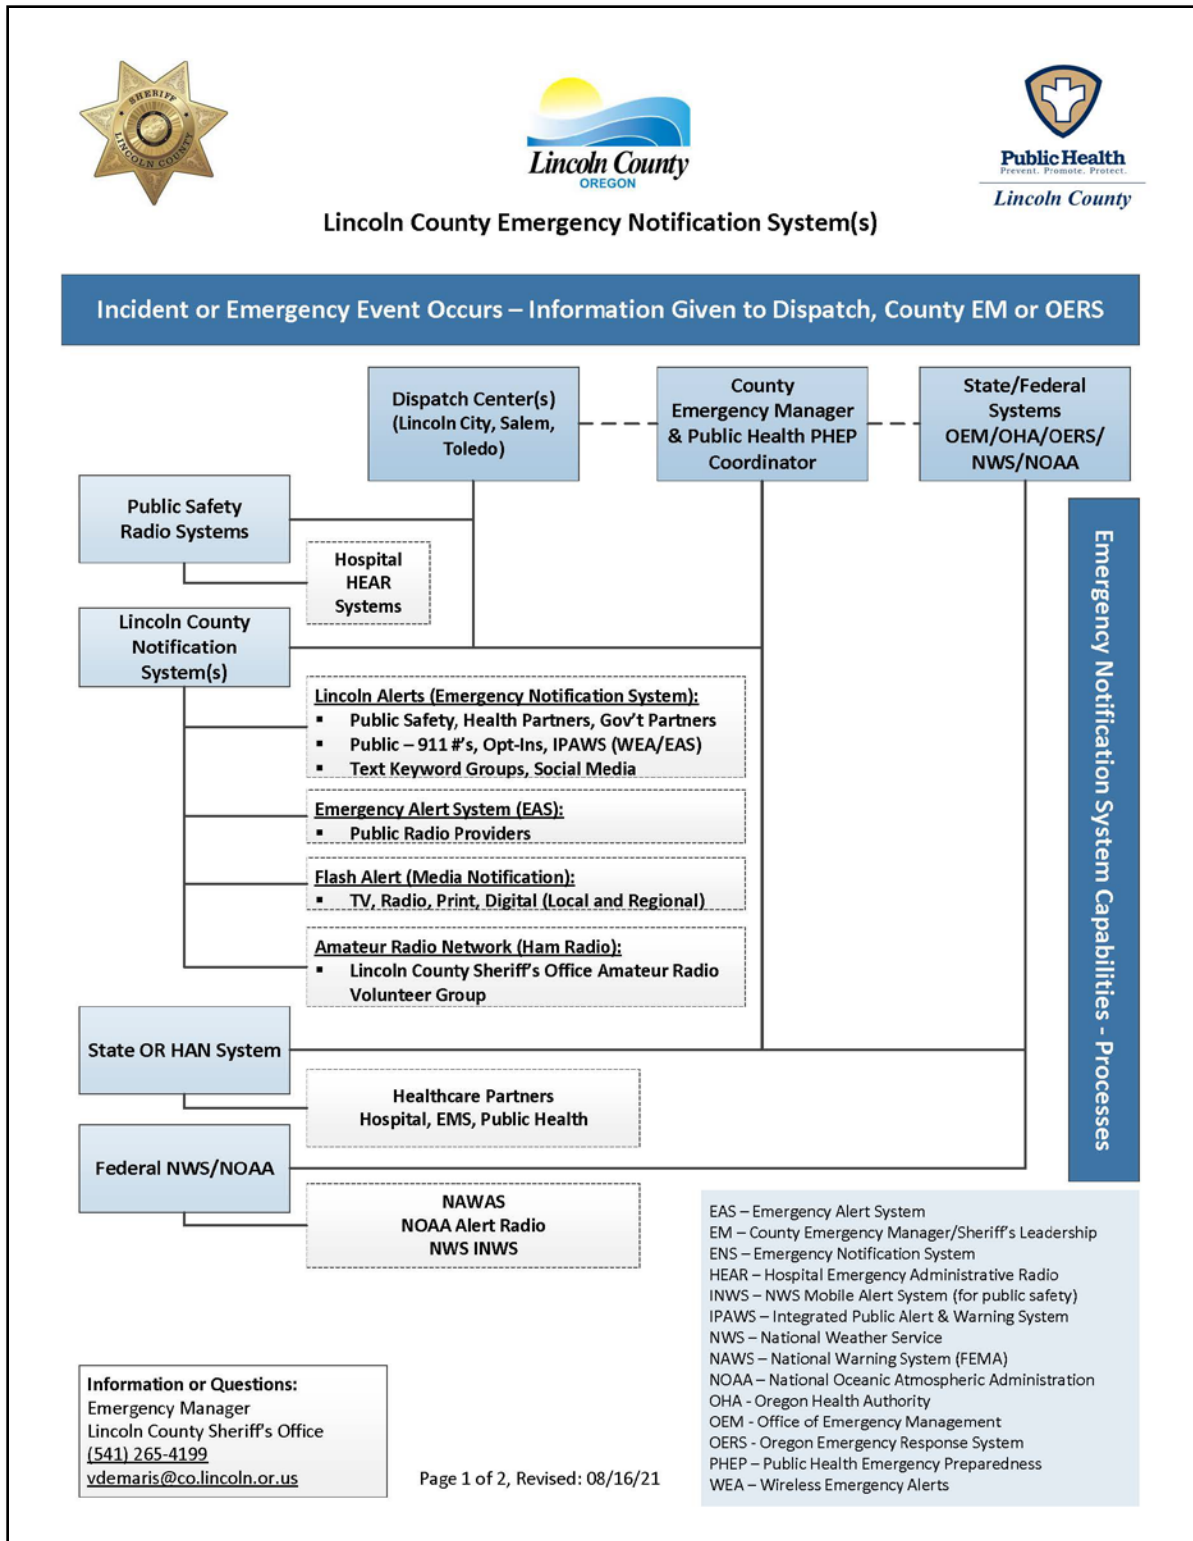 SHERIFF
LINCOLN COUNTY
Lincoln County
OREGON
Public Health
Prevent. Promote. Protect.
Lincoln County
Lincoln County Emergency Notification System(s)
Incident or Emergency Event Occurs – Information Given to Dispatch, County EM or OERS
Dispatch Center(s)
(Lincoln City, Salem,
Toledo)
County
Emergency Manager
& Public Health PHEP
Coordinator
State/Federal
Systems
OEM/OHA/OERS/
NWS/NOAA
Public Safety
Radio Systems
Hospital
HEAR
Systems
Lincoln County
Notification
System(s)
Lincoln Alerts (Emergency Notification System):
▪ Public Safety, Health Partners, Gov't Partners
▪ Public – 911 #'s, Opt-Ins, IPAWS (WEA/EAS)
▪ Text Keyword Groups, Social Media
Emergency Alert System (EAS):
▪ Public Radio Providers
Flash Alert (Media Notification):
▪ TV, Radio, Print, Digital (Local and Regional)
Amateur Radio Network (Ham Radio):
▪ Lincoln County Sheriff's Office Amateur Radio
Volunteer Group
State OR HAN System
Healthcare Partners
Hospital, EMS, Public Health
Federal NWS/NOAA
NAWAS
NOAA Alert Radio
NWS INWS
Emergency Notification System Capabilities - Processes
EAS – Emergency Alert System
EM – County Emergency Manager/Sheriff's Leadership
ENS – Emergency Notification System
HEAR – Hospital Emergency Administrative Radio
INWS – NWS Mobile Alert System (for public safety)
IPAWS – Integrated Public Alert & Warning System
NWS – National Weather Service
NAWS – National Warning System (FEMA)
NOAA – National Oceanic Atmospheric Administration
OHA - Oregon Health Authority
OEM - Office of Emergency Management
OERS - Oregon Emergency Response System
PHEP – Public Health Emergency Preparedness
WEA – Wireless Emergency Alerts
Information or Questions:
Emergency Manager
Lincoln County Sheriff's Office
(541) 265-4199
vdemaris@co.lincoln.or.us
Page 1 of 2, Revised: 08/16/21